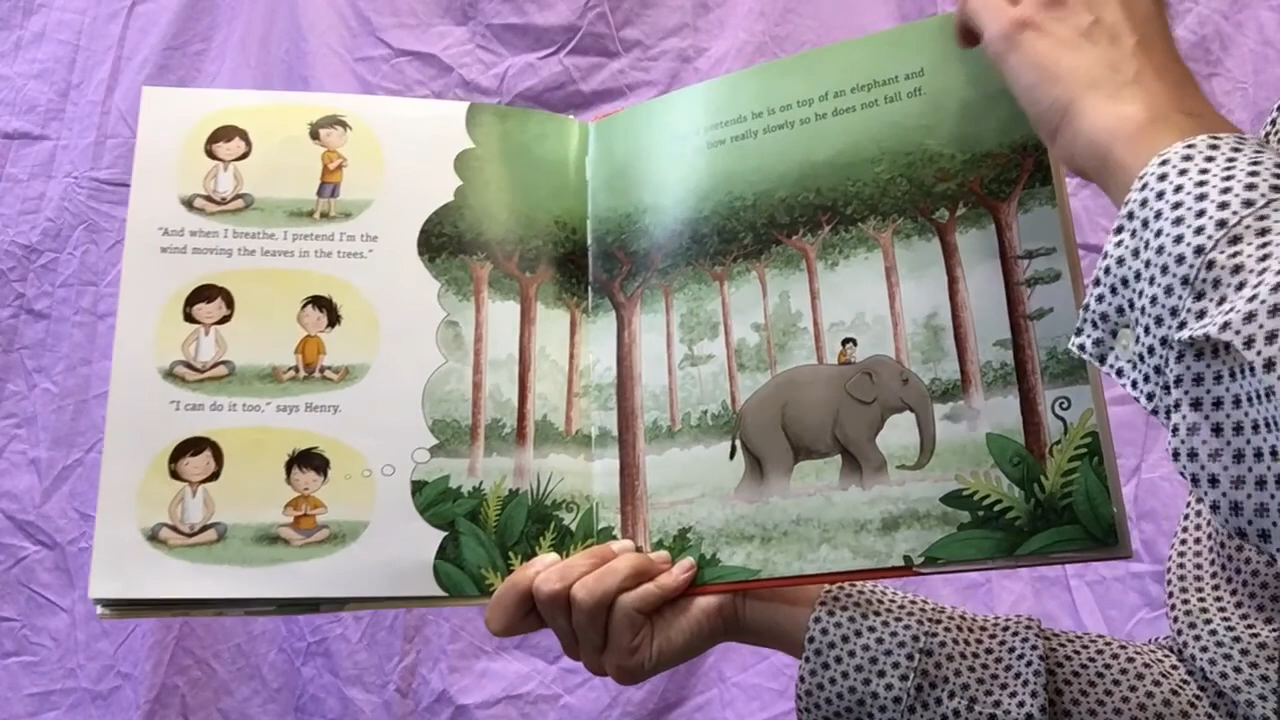 "And when I breathe, I pretend I'm the
wind moving the leaves in the trees."
"I can do it too," says Henry.
pretends he is on top of an elephant and
bow really slowly so he does not fall off.